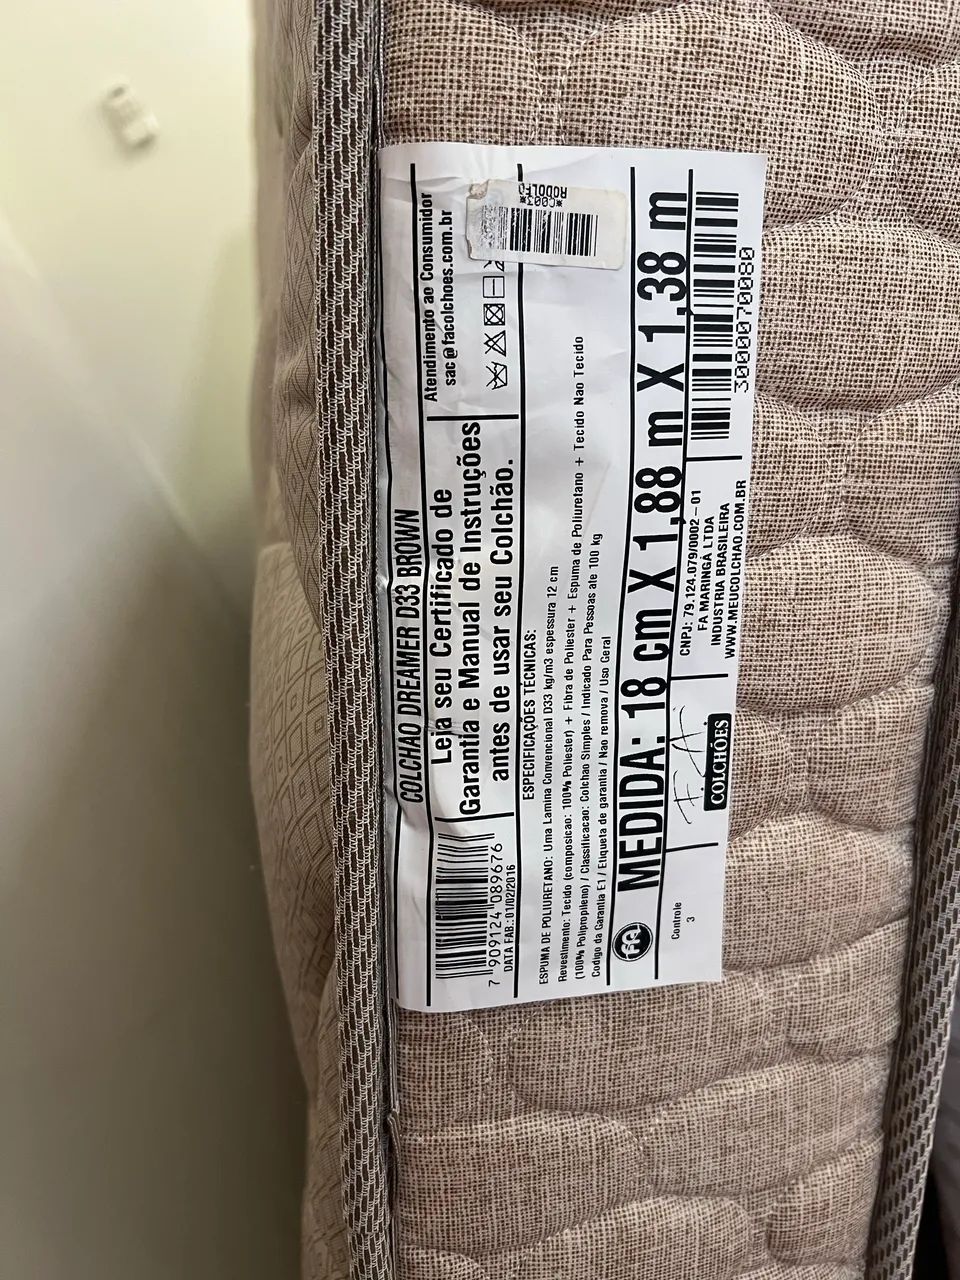 COLCHAO DREAMER D33 BROWN
7 909124 089676
DATA FAB.:01/02/2016
Leia seu Certificado de
Garantia e Manual de Instruções
antes de usar seu Colchão.
Atendimento ao Consumidor
sac@facolchoes.com.br
*C003*
RODOLFO
ESPECIFICAÇÕES TÉCNICAS:
ESPUMA DE POLIURETANO: Uma Lamina Convencional D33 kg/m3 espessura 12 cm
Revestimento: Tecido (composicao: 100% Poliester) + Fibra de Poliester + Espuma de Poliuretano + Tecido Nao Tecido
(100% Polipropileno) / Classificacao: Colchao Simples / Indicado Para Pessoas ate 100 kg
Codigo da Garantia E1 / Etiqueta de garantia / Nao remova / Uso Geral
fa
MEDIDA: 18 cm X 1,88 m X 1,38 m
Controle
3
F.A.
COLCHÕES
CNPJ: 79.124.079/0002-01
FA MARINGÁ LTDA
INDUSTRIA BRASILEIRA
WWW.MEUCOLCHAO.COM.BR
3000070080